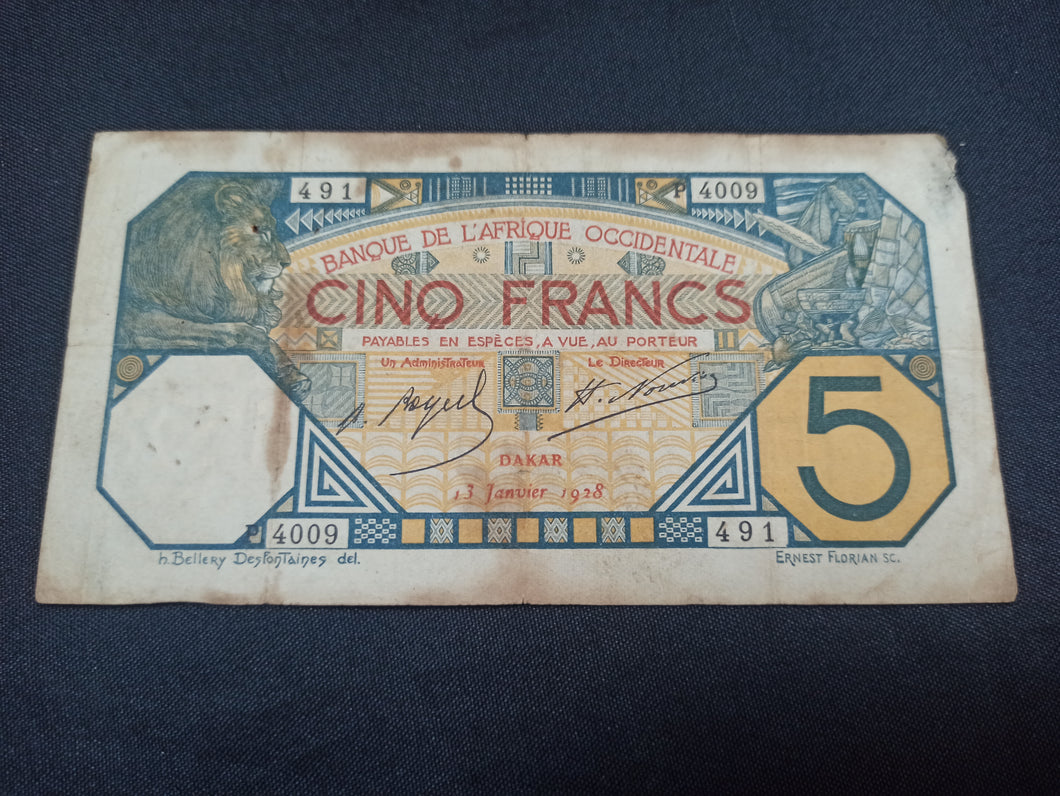 491 P 4009
BANQUE DE L'AFRIQUE OCCIDENTALE
CINQ FRANCS
PAYABLES EN ESPÈCES, A VUE, AU PORTEUR
Un Administrateur Le Directeur
5
DAKAR
13 Janvier 1928
P 4009 491
h. Bellery Desfontaines del. ERNEST FLORIAN SC.